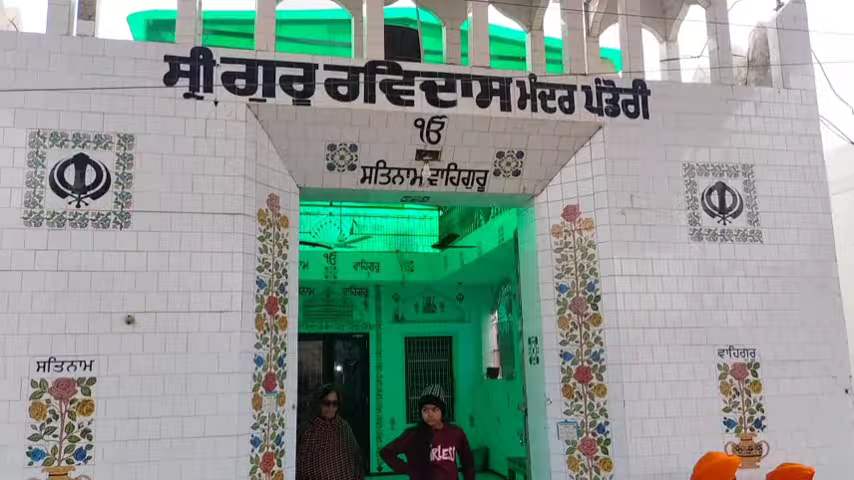 ਸ਼੍ਰੀ ਗੁਰੂ ਰਵਿਦਾਸ ਮੰਦਰ ਪੰਡੋਰੀ
ੴ
ਸਤਿਨਾਮ ਵਾਹਿਗੁਰੂ
ੴ
ਵਾਹਿਗੁਰੂ
ਵਾਹਿਗੁਰੂ
ਸਤਿਨਾਮ
ਵਾਹਿਗੁਰੂ